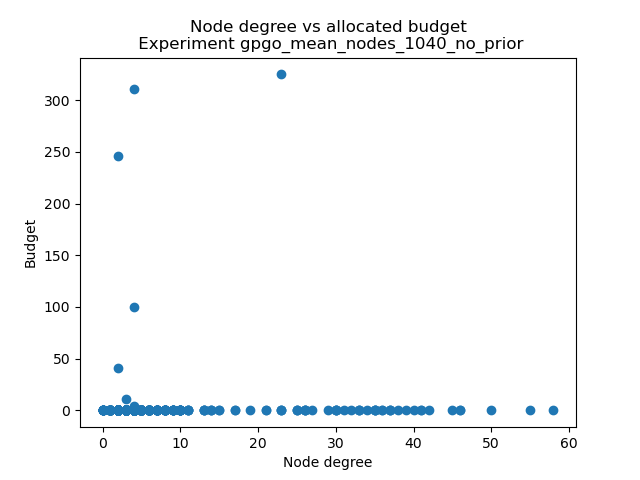 Node degree vs allocated budget
Experiment gpgo_mean_nodes_1040_no_prior
300
250
200
150
100
50
0
Budget
0 10 20 30 40 50 60
Node degree